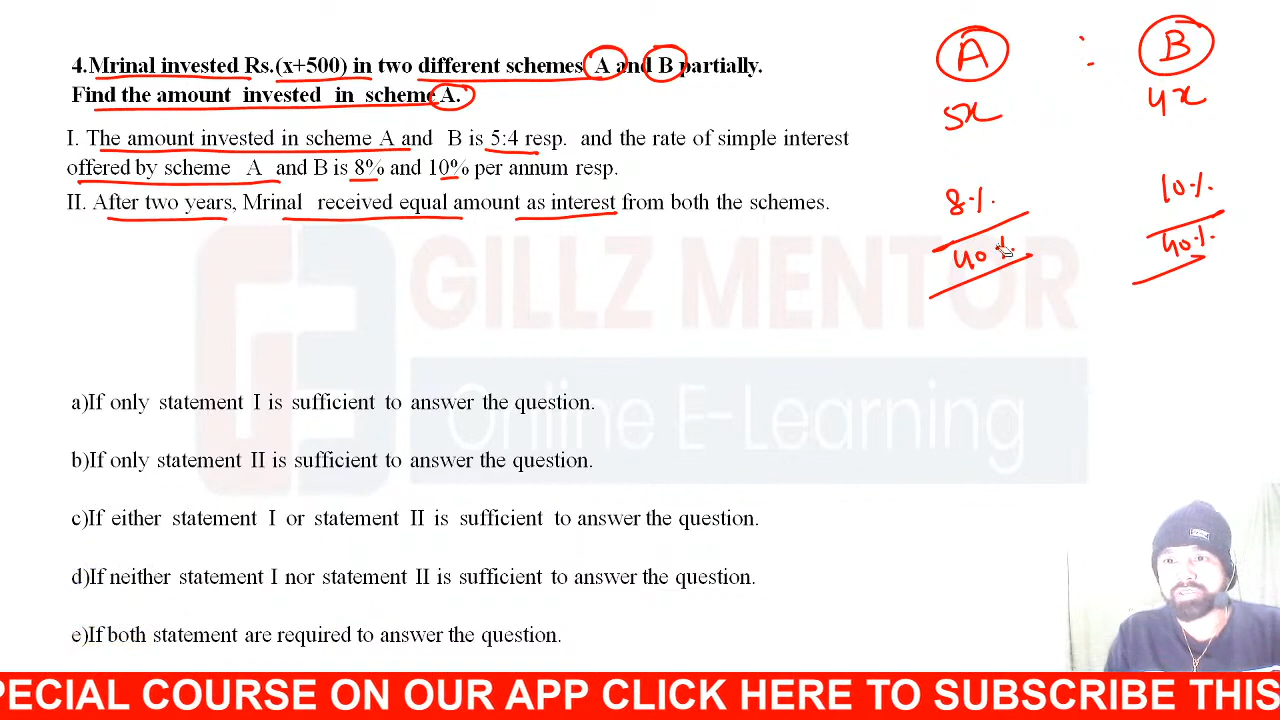 4.Mrinal invested Rs.(x+500) in two different schemes A and B partially.
Find the amount invested in scheme A.
I. The amount invested in scheme A and B is 5:4 resp. and the rate of simple interest
offered by scheme A and B is 8% and 10% per annum resp.
II. After two years, Mrinal received equal amount as interest from both the schemes.
A : B
5x 4x
8% 10%
40% 40%
GILLZ MENTOR
Online E-Learning
a)If only statement I is sufficient to answer the question.
b)If only statement II is sufficient to answer the question.
c)If either statement I or statement II is sufficient to answer the question.
d)If neither statement I nor statement II is sufficient to answer the question.
e)If both statement are required to answer the question.
PECIAL COURSE ON OUR APP CLICK HERE TO SUBSCRIBE THIS